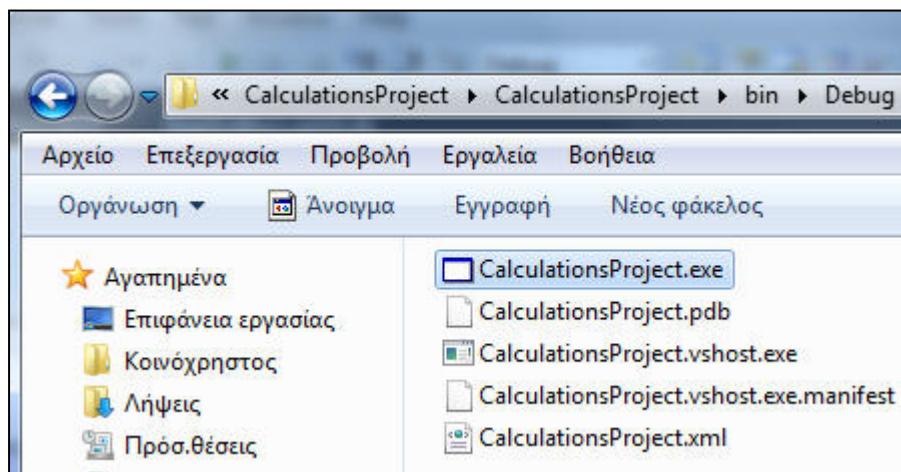 « CalculationsProject ▸ CalculationsProject ▸ bin ▸ Debug
Αρχείο Επεξεργασία Προβολή Εργαλεία Βοήθεια
Οργάνωση ▾ Άνοιγμα Εγγραφή Νέος φάκελος
Αγαπημένα
Επιφάνεια εργασίας
Κοινόχρηστος
Λήψεις
Πρόσ.θέσεις
CalculationsProject.exe
CalculationsProject.pdb
CalculationsProject.vshost.exe
CalculationsProject.vshost.exe.manifest
CalculationsProject.xml